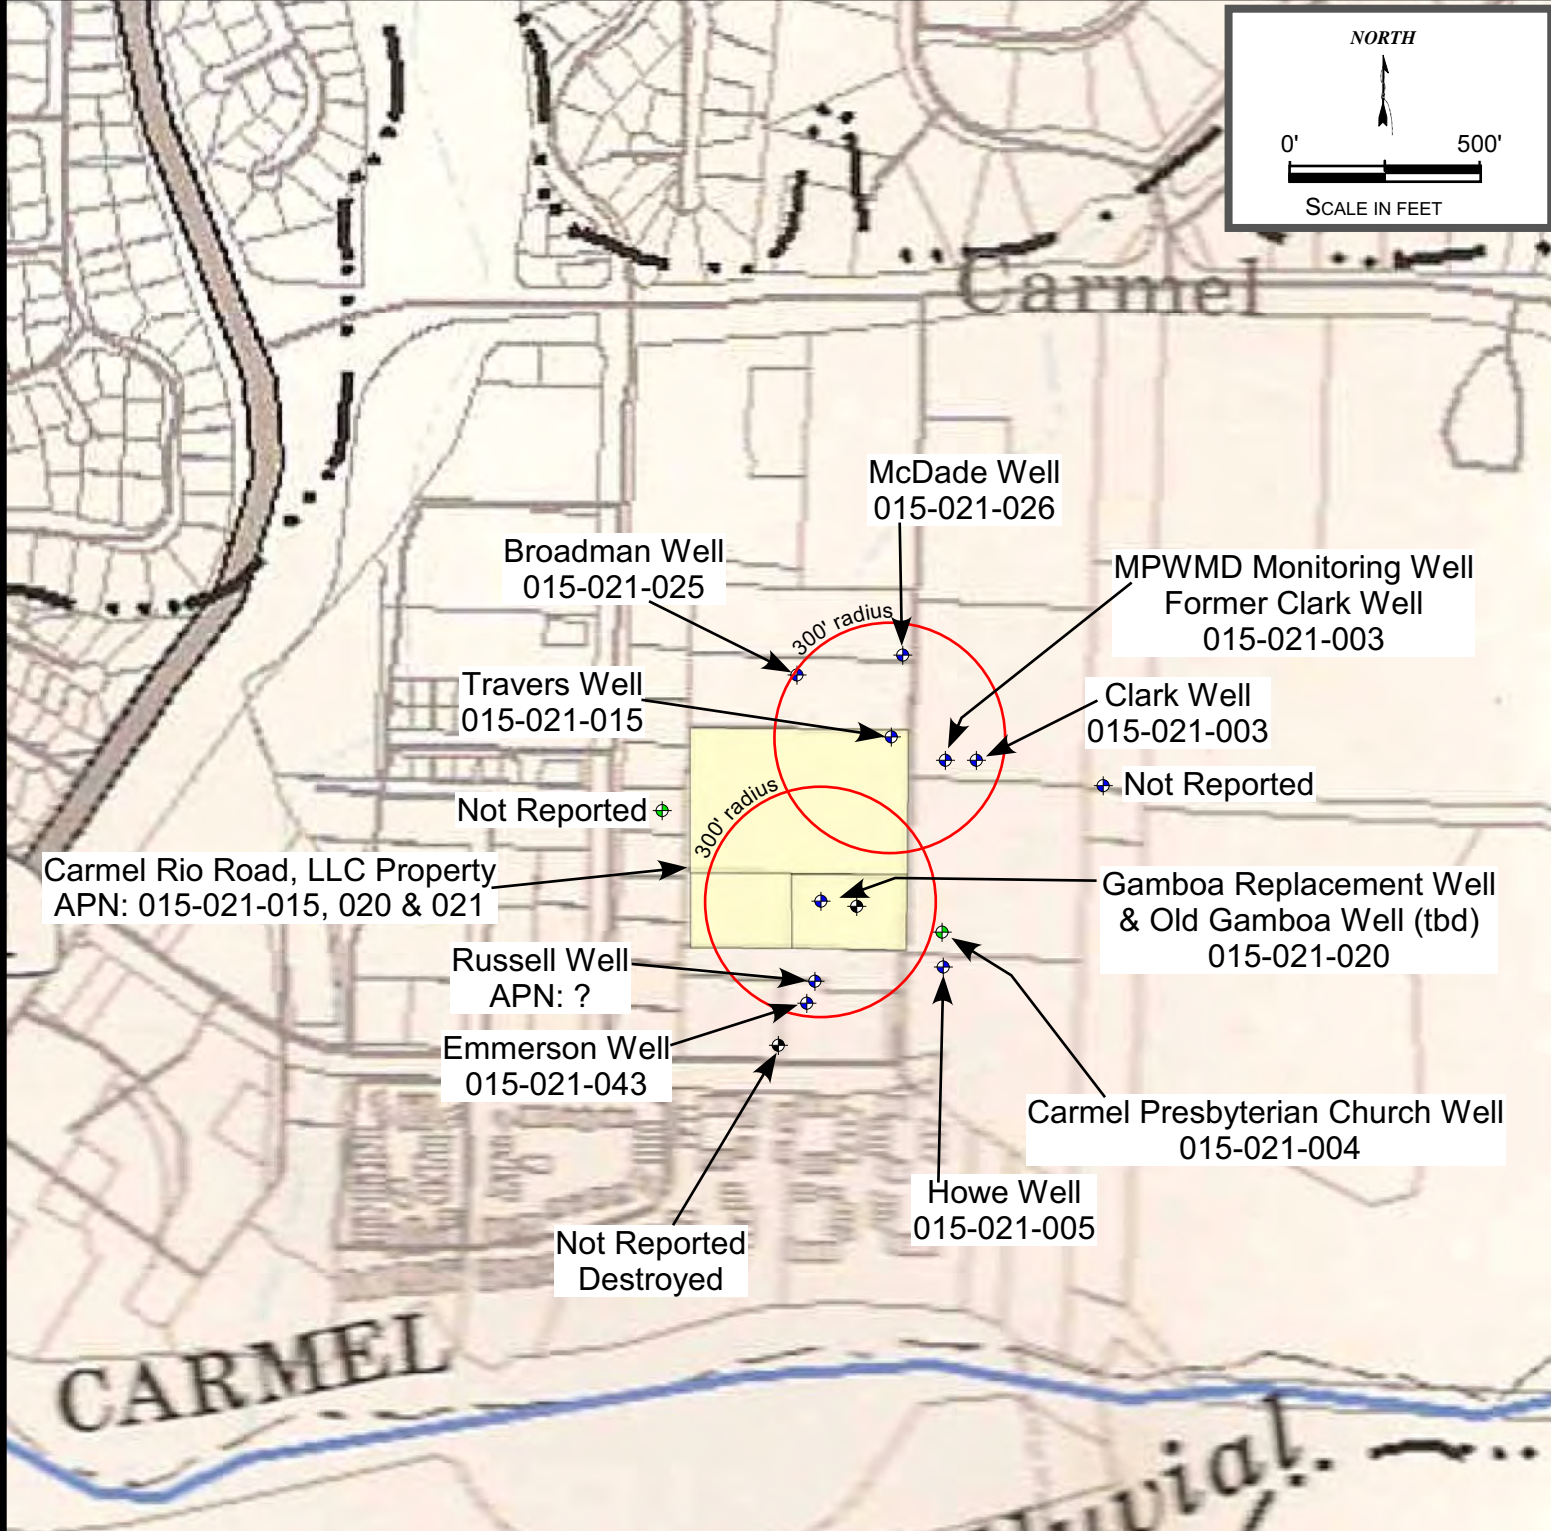 NORTH
0' 500'
SCALE IN FEET
Carmel
McDade Well
015-021-026
Broadman Well
015-021-025
MPWMD Monitoring Well
Former Clark Well
015-021-003
300' radius
Travers Well
015-021-015
Clark Well
015-021-003
Not Reported
Not Reported
300' radius
Carmel Rio Road, LLC Property
APN: 015-021-015, 020 & 021
Gamboa Replacement Well
& Old Gamboa Well (tbd)
015-021-020
Russell Well
APN: ?
Emmerson Well
015-021-043
Carmel Presbyterian Church Well
015-021-004
Howe Well
015-021-005
Not Reported
Destroyed
CARMEL